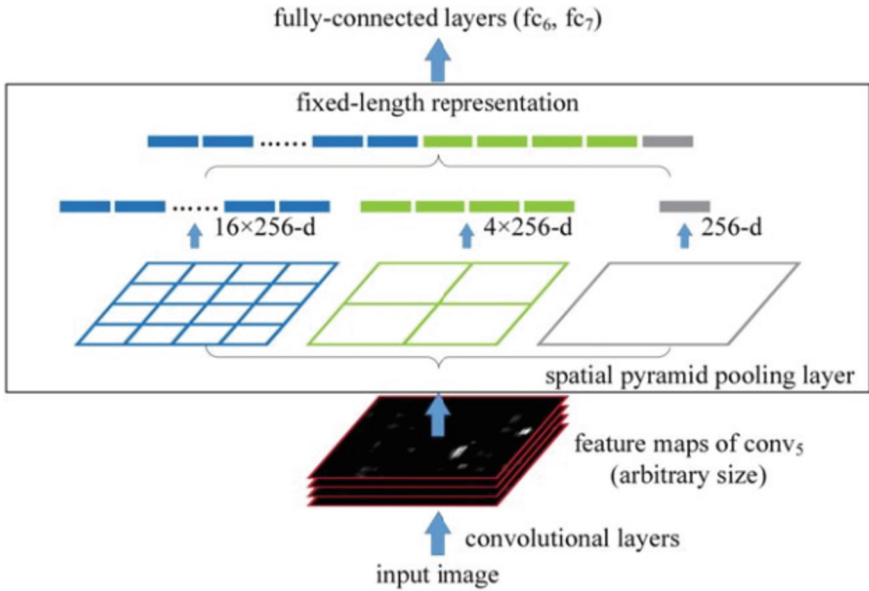 fully-connected layers (fc₆, fc₇)
fixed-length representation
......
......
16×256-d
4×256-d
256-d
spatial pyramid pooling layer
feature maps of conv₅
(arbitrary size)
convolutional layers
input image